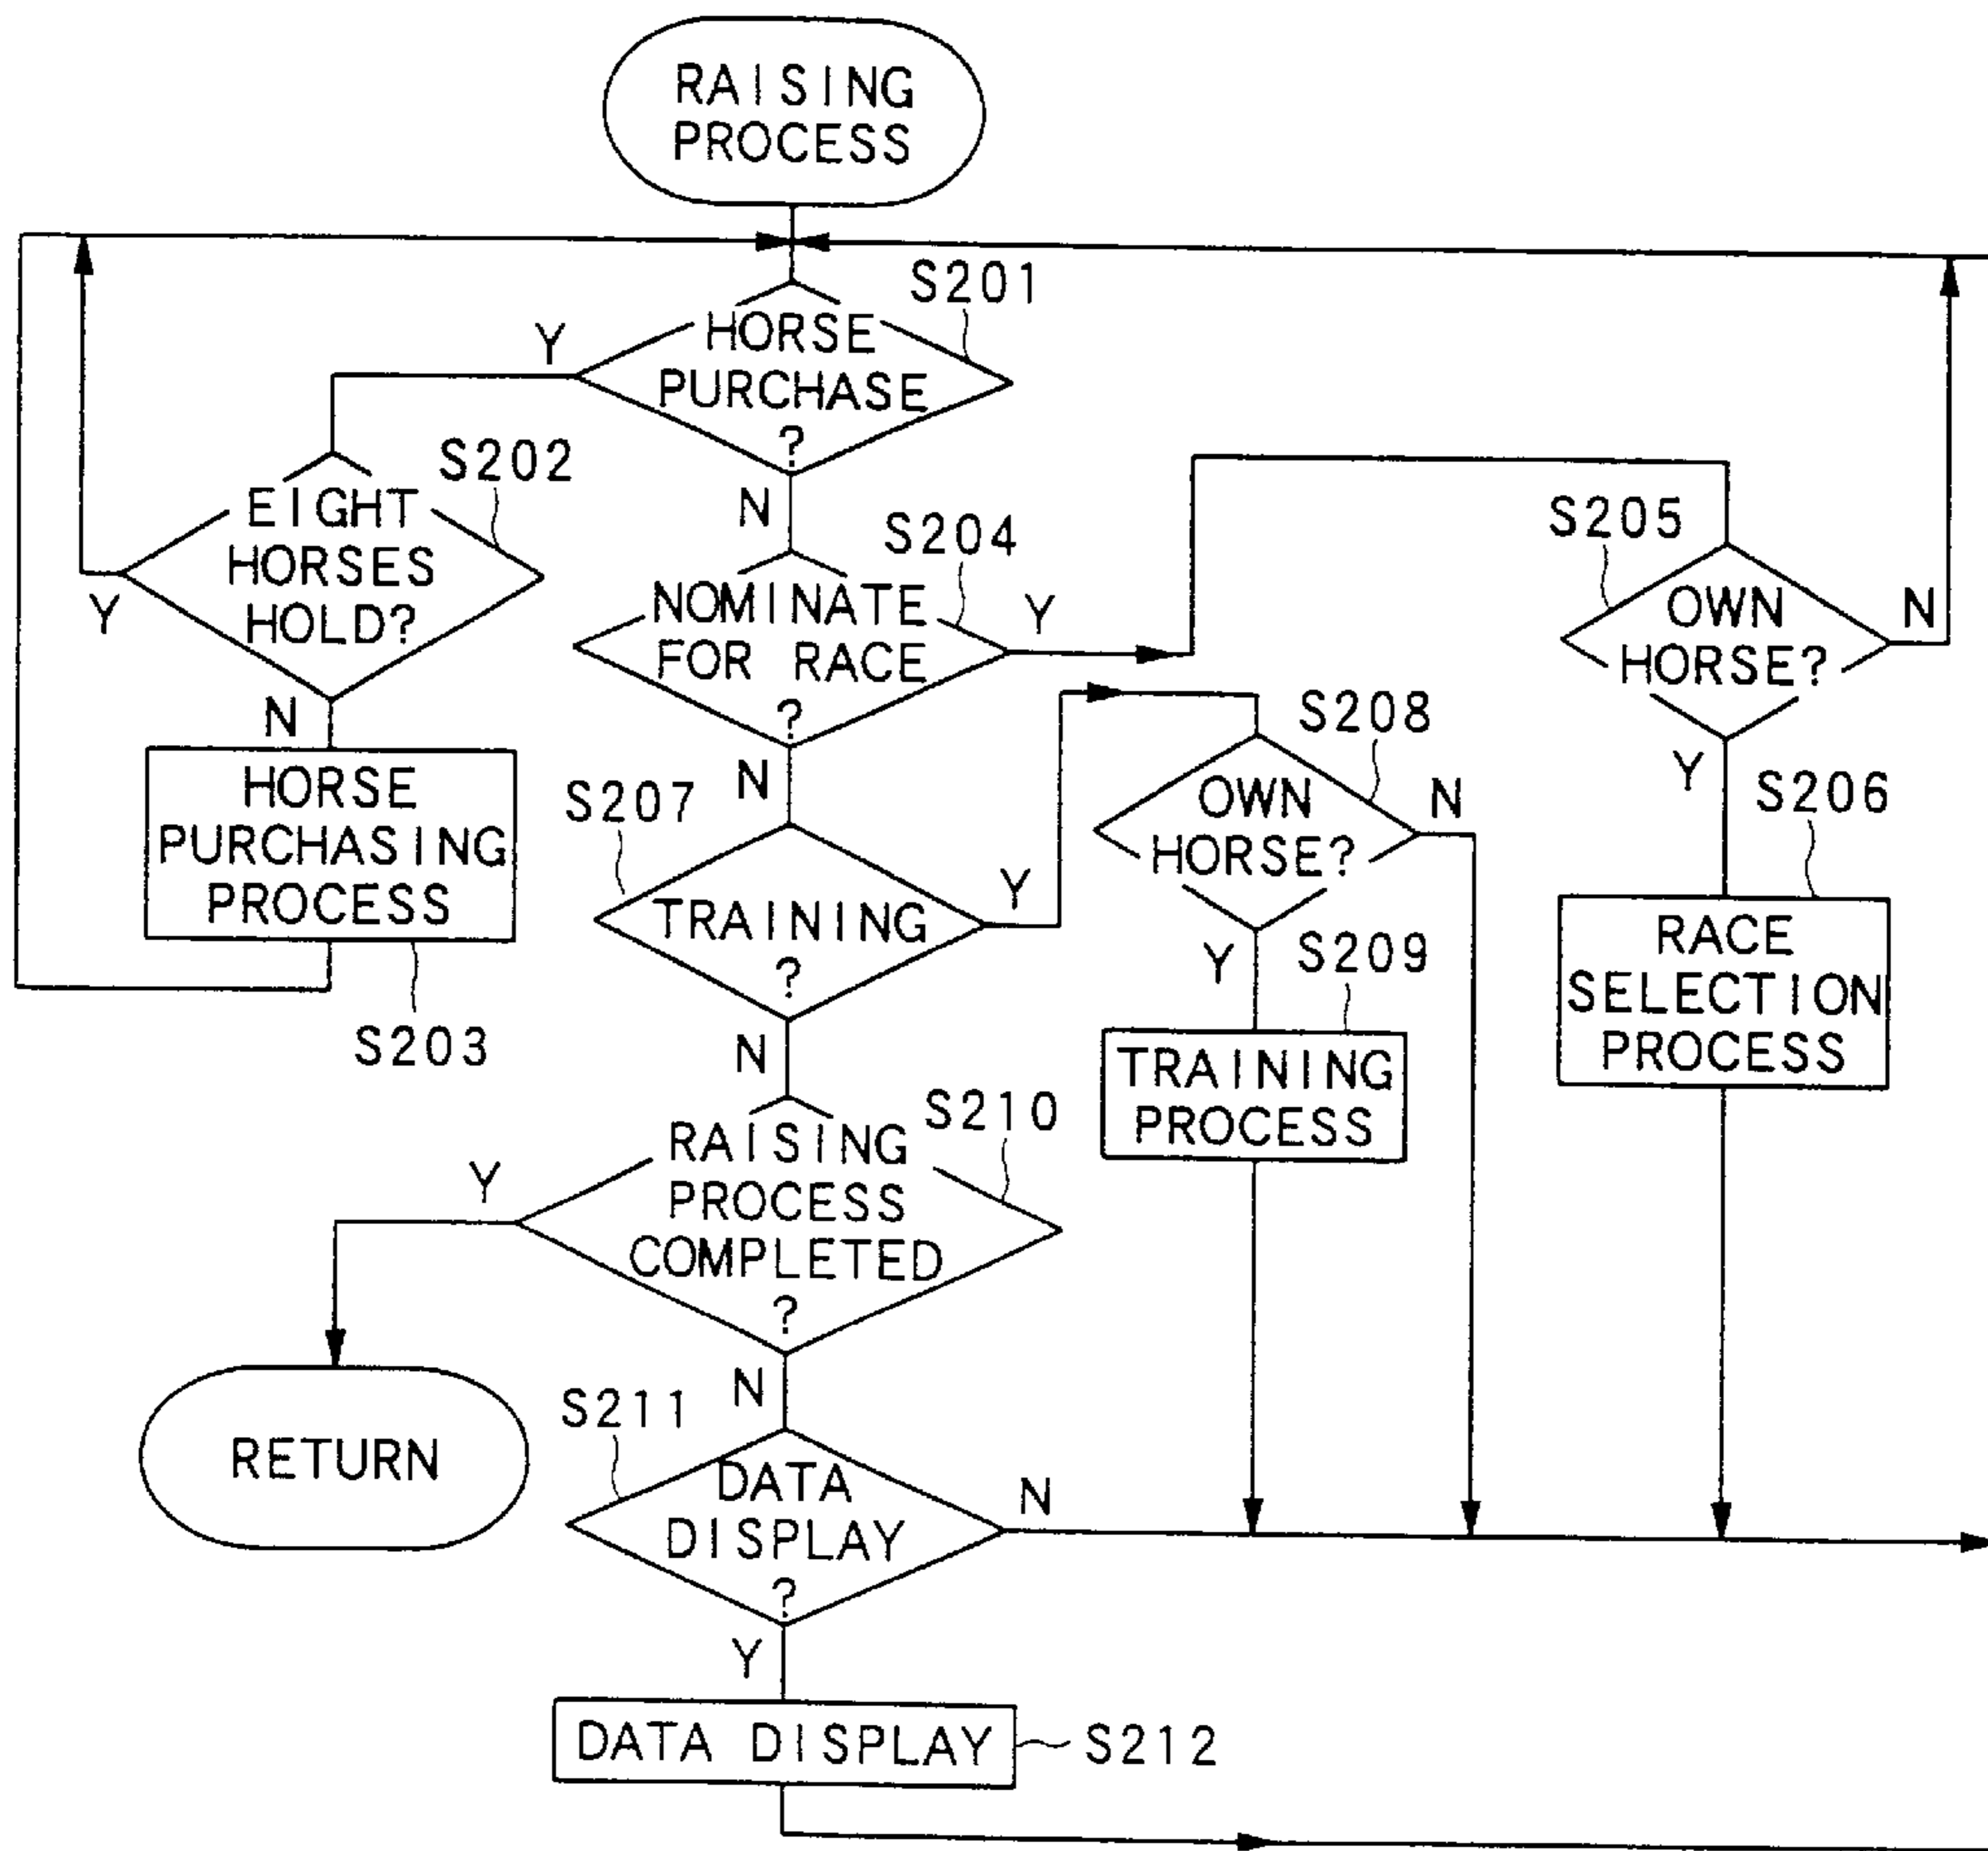 RAISING
PROCESS
S201
Y
HORSE
PURCHASE
?
N
S202
EIGHT
HORSES
HOLD?
Y
N
HORSE
PURCHASING
PROCESS
S203
S204
NOMINATE
FOR RACE
?
Y
N
S205
OWN
HORSE?
N
Y
S206
RACE
SELECTION
PROCESS
S207
TRAINING
?
Y
N
S208
OWN
HORSE?
N
Y
S209
TRAINING
PROCESS
S210
RAISING
PROCESS
COMPLETED
?
Y
N
RETURN
S211
DATA
DISPLAY
?
N
Y
DATA DISPLAY
S212